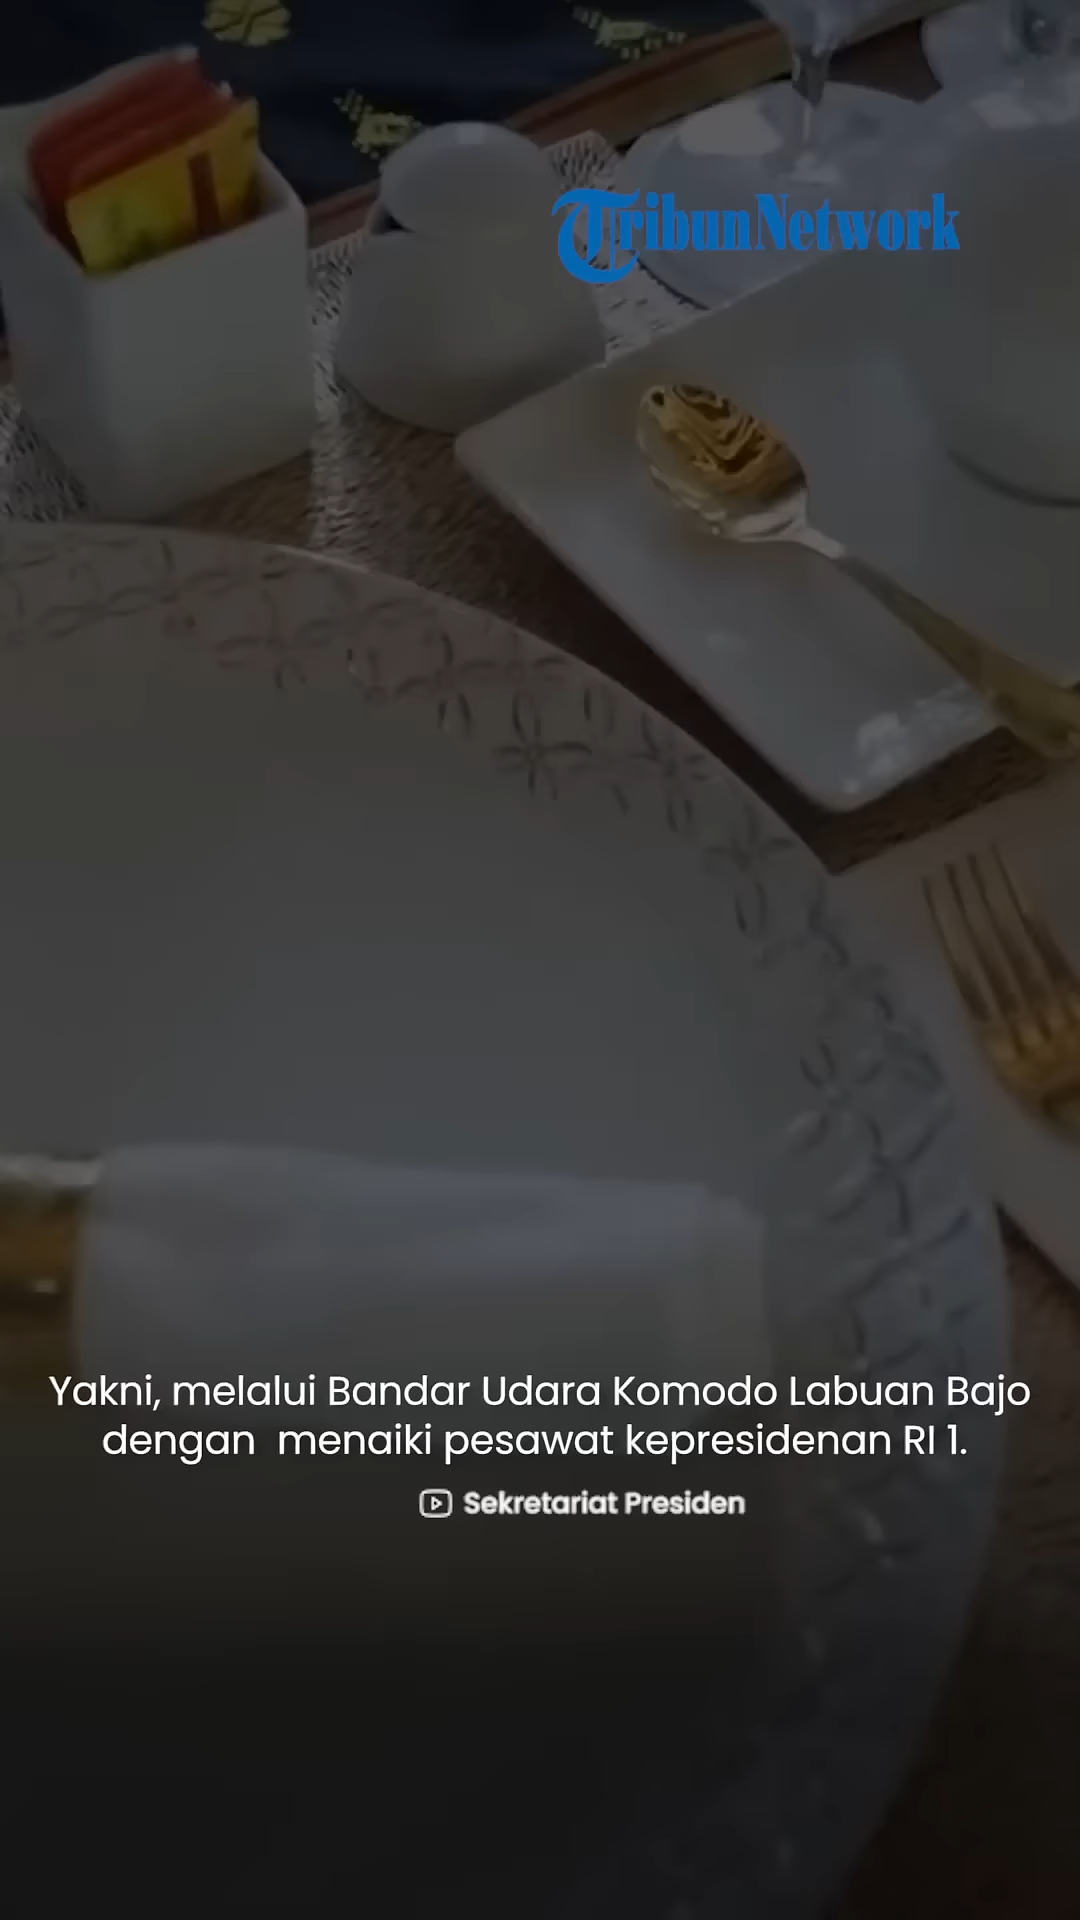 TribunNetwork
Yakni, melalui Bandar Udara Komodo Labuan Bajo
dengan  menaiki pesawat kepresidenan RI 1.
Sekretariat Presiden